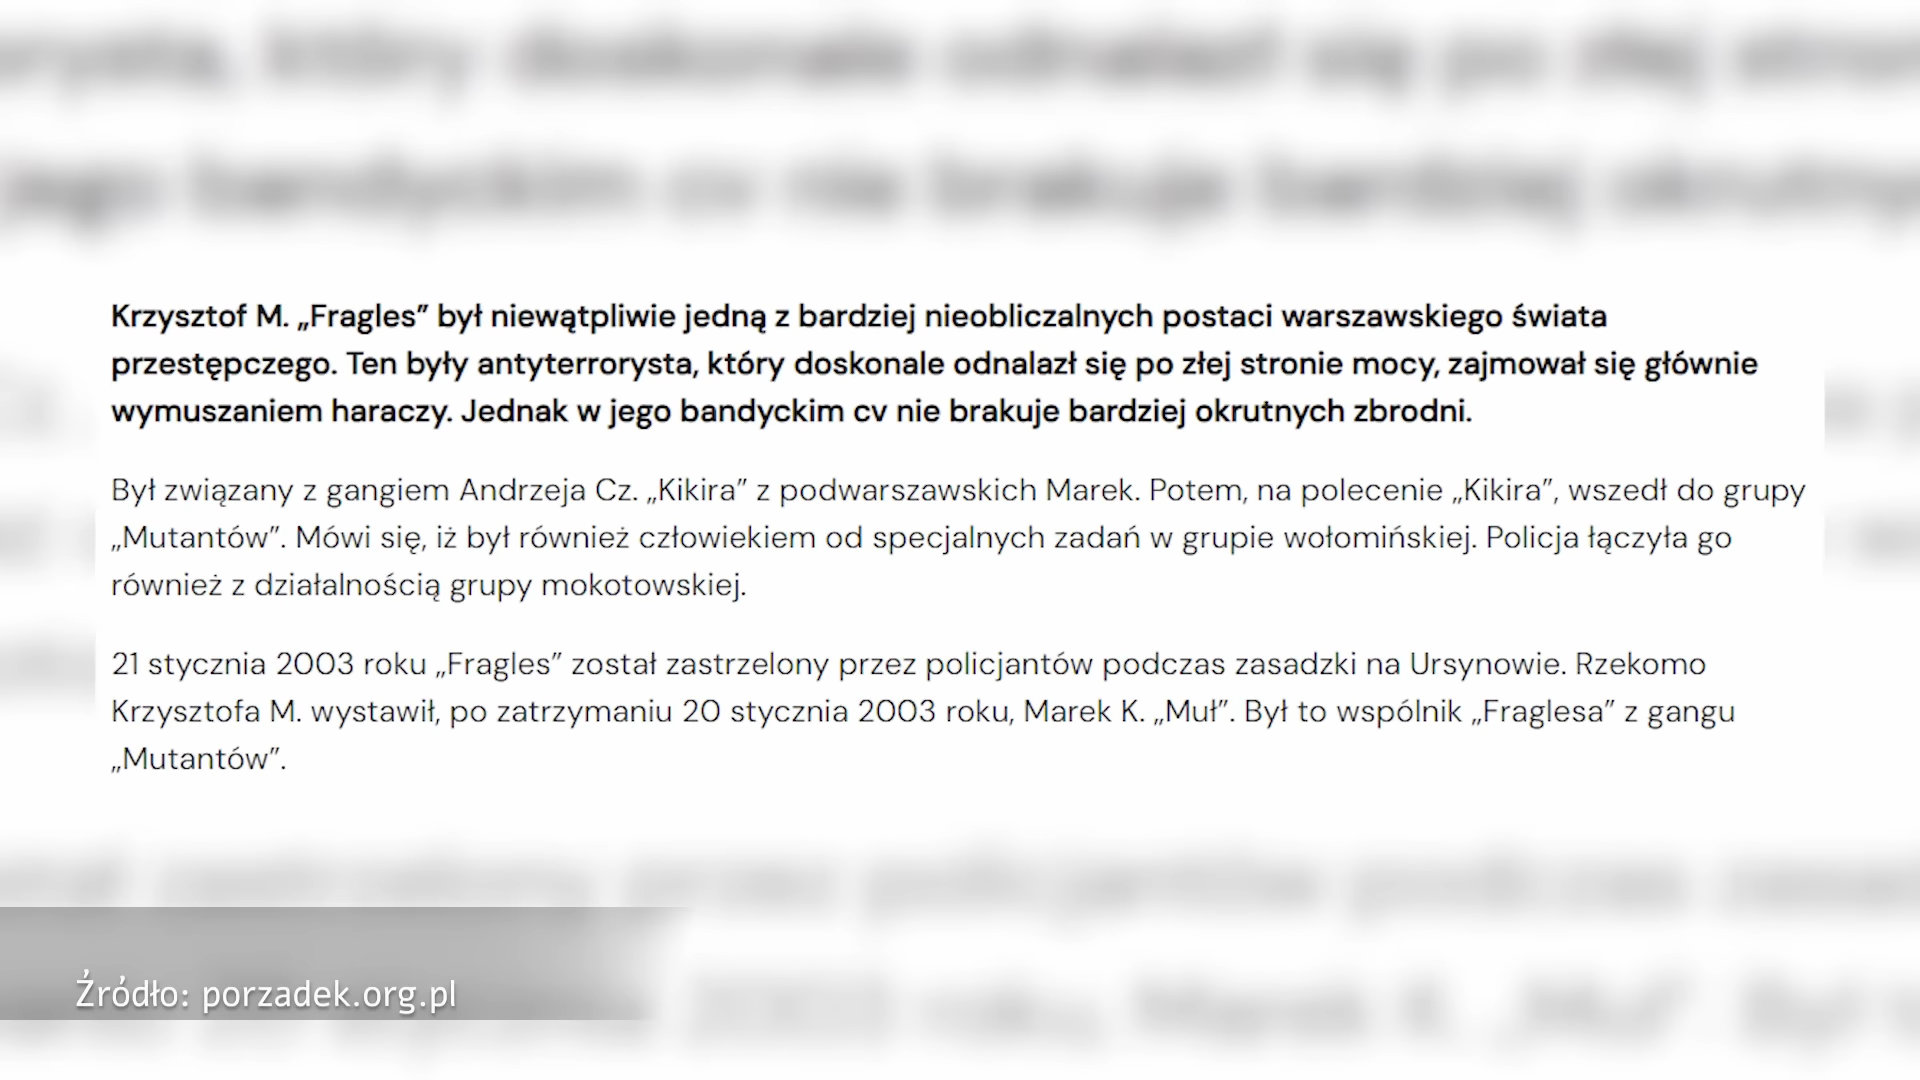 Krzysztof M. „Fragles” był niewątpliwie jedną z bardziej nieobliczalnych postaci warszawskiego świata
przestępczego. Ten były antyterrorysta, który doskonale odnalazł się po złej stronie mocy, zajmował się głównie
wymuszaniem haraczy. Jednak w jego bandyckim cv nie brakuje bardziej okrutnych zbrodni.
Był związany z gangiem Andrzeja Cz. „Kikira” z podwarszawskich Marek. Potem, na polecenie „Kikira”, wszedł do grupy
„Mutantów”. Mówi się, iż był również człowiekiem od specjalnych zadań w grupie wołomińskiej. Policja łączyła go
również z działalnością grupy mokotowskiej.
21 stycznia 2003 roku „Fragles” został zastrzelony przez policjantów podczas zasadzki na Ursynowie. Rzekomo
Krzysztofa M. wystawił, po zatrzymaniu 20 stycznia 2003 roku, Marek K. „Muł”. Był to wspólnik „Fraglesa” z gangu
„Mutantów”.
Źródło: porzadek.org.pl